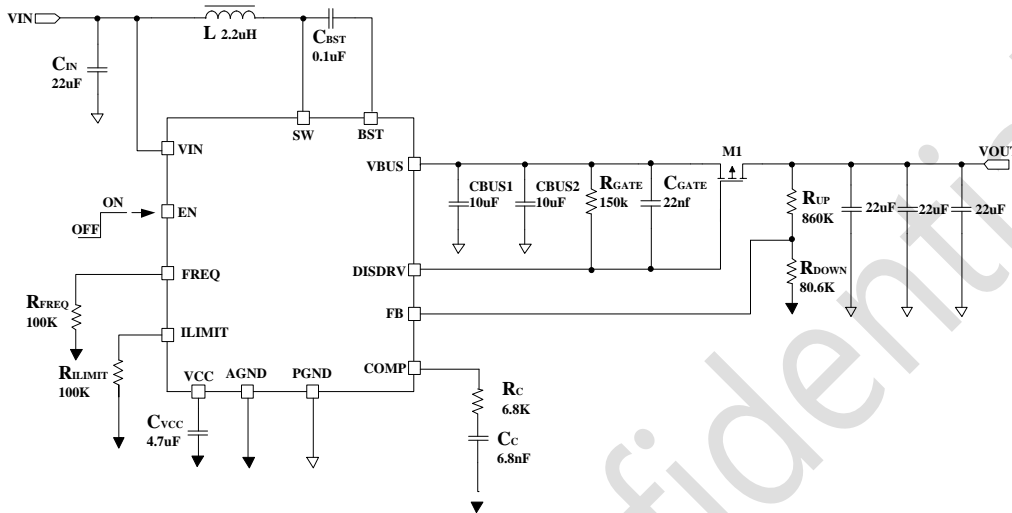 VIN
L 2.2uH
CBST
0.1uF
CIN
22uF
SW
BST
VIN
VBUS
M1
VOUT
CBUS1
10uF
CBUS2
10uF
RGATE
150k
CGATE
22nf
RUP
860K
22uF
22uF
22uF
ON
OFF
EN
DISDRV
RDOWN
80.6K
FREQ
FB
RFREQ
100K
ILIMIT
COMP
RILIMIT
100K
VCC
AGND
PGND
RC
6.8K
CVCC
4.7uF
CC
6.8nF